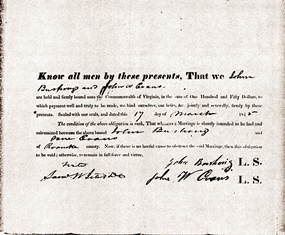 Know all men by these presents, That we John
Bushong and John W Evans
are held and firmly bound unto the Commonwealth of Virginia, in the sum of One Hundred and Fifty Dollars, to
which payment well and truly to be made, we bind ourselves, our heirs, &c. jointly and severally, firmly by these
presents. Sealed with our seals, and dated this 17 day of March 18
The condition of the above obligation is such, That whereas a Marriage is shortly intended to be had and
solemnized between the above bound John Bushong and
Jane Evans
of Roanoke county. Now, if there is no lawful cause to obstruct the said Marriage, then this obligation
to be void; otherwise, to remain in full force and virtue.
Teste John Bushong L. S.
John W Evans L. S.